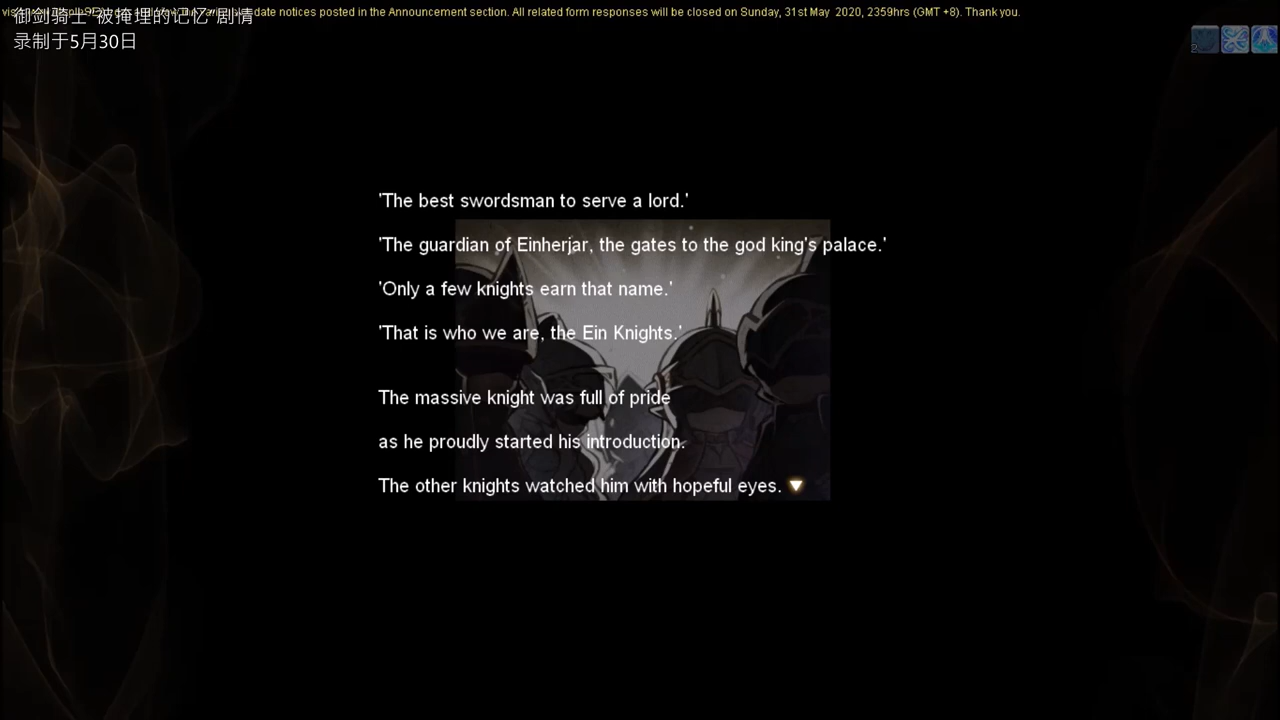 date notices posted in the Announcement section. All related form responses will be closed on Sunday, 31st May 2020, 2359hrs (GMT +8). Thank you.
御剑骑士 被掩埋的记忆 剧情
录制于5月30日
2
'The best swordsman to serve a lord.'
'The guardian of Einherjar, the gates to the god king's palace.'
'Only a few knights earn that name.'
'That is who we are, the Ein Knights.'
The massive knight was full of pride
as he proudly started his introduction.
The other knights watched him with hopeful eyes.